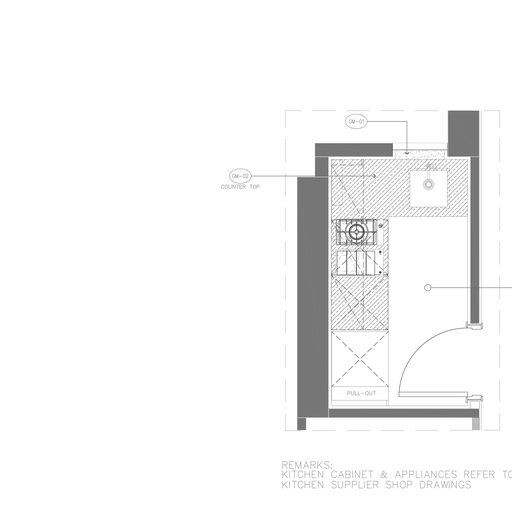 GM-01
GM-02
COUNTER TOP
PULL-OUT
REMARKS:
KITCHEN CABINET & APPLIANCES REFER TO
KITCHEN SUPPLIER SHOP DRAWINGS